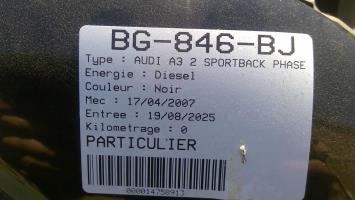 BG-846-BJ
Type : AUDI A3 2 SPORTBACK PHASE
Energie : Diesel
Couleur : Noir
Mec : 17/04/2007
Entree : 19/08/2025
Kilometrage : 0
PARTICULIER
000014758913